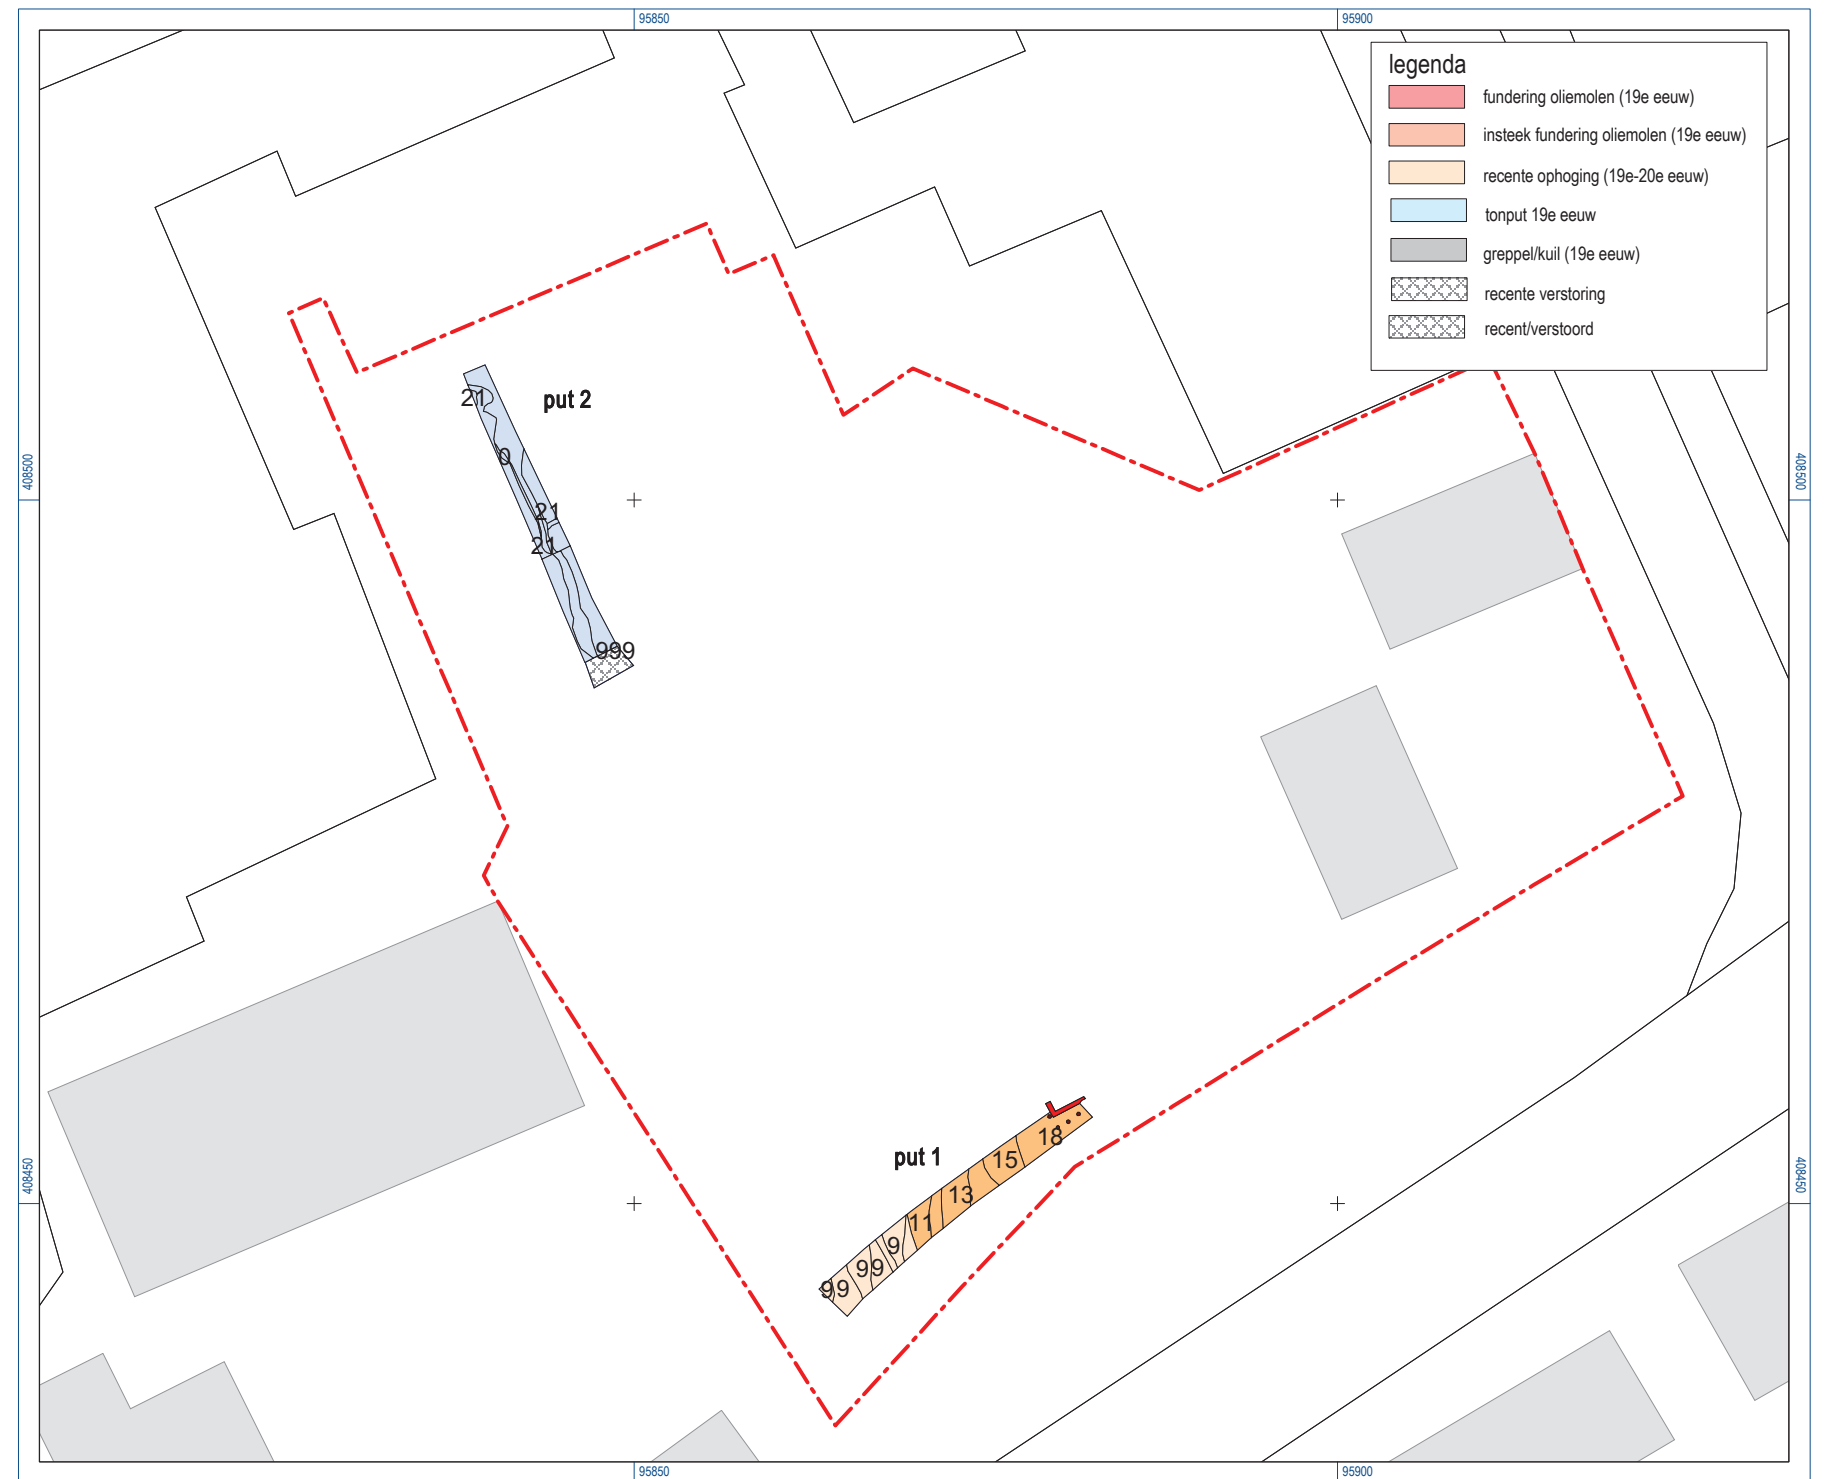 95850
95900
legenda
fundering oliemolen (19e eeuw)
insteek fundering oliemolen (19e eeuw)
recente ophoging (19e-20e eeuw)
tonput 19e eeuw
greppel/kuil (19e eeuw)
recente verstoring
recent/verstoord
put 2
21
0
21
21
999
408500
408500
put 1
18
15
13
11
9
99
99
408450
408450
95850
95900